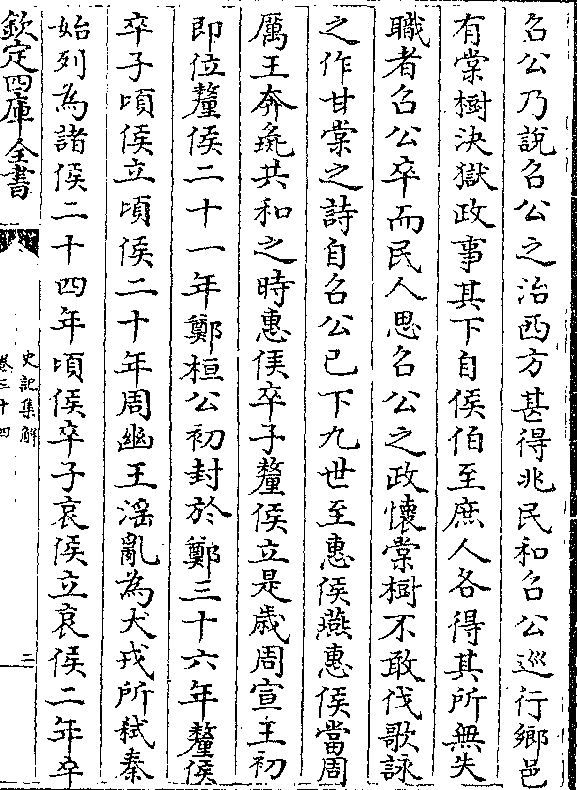 召公乃說召公之治西方甚得兆民和召公巡行鄉邑
有棠樹決獄政事其下自侯伯至庶人各得其所無失
職者召公卒而民人思召公之政懷棠樹不敢伐歌詠
之作甘棠之詩自召公已下九世至惠侯燕惠侯當周
厲王奔彘共和之時惠侯卒子釐侯立是歲周宣王初
即位釐侯二十一年鄭桓公初封於鄭三十六年釐侯
卒子頃侯立頃侯二十年周幽王淫亂為犬戎所弒秦
始列為諸侯二十四年頃侯卒子哀侯立哀侯二年卒
欽定四庫全書
史記集解
卷三十四
三